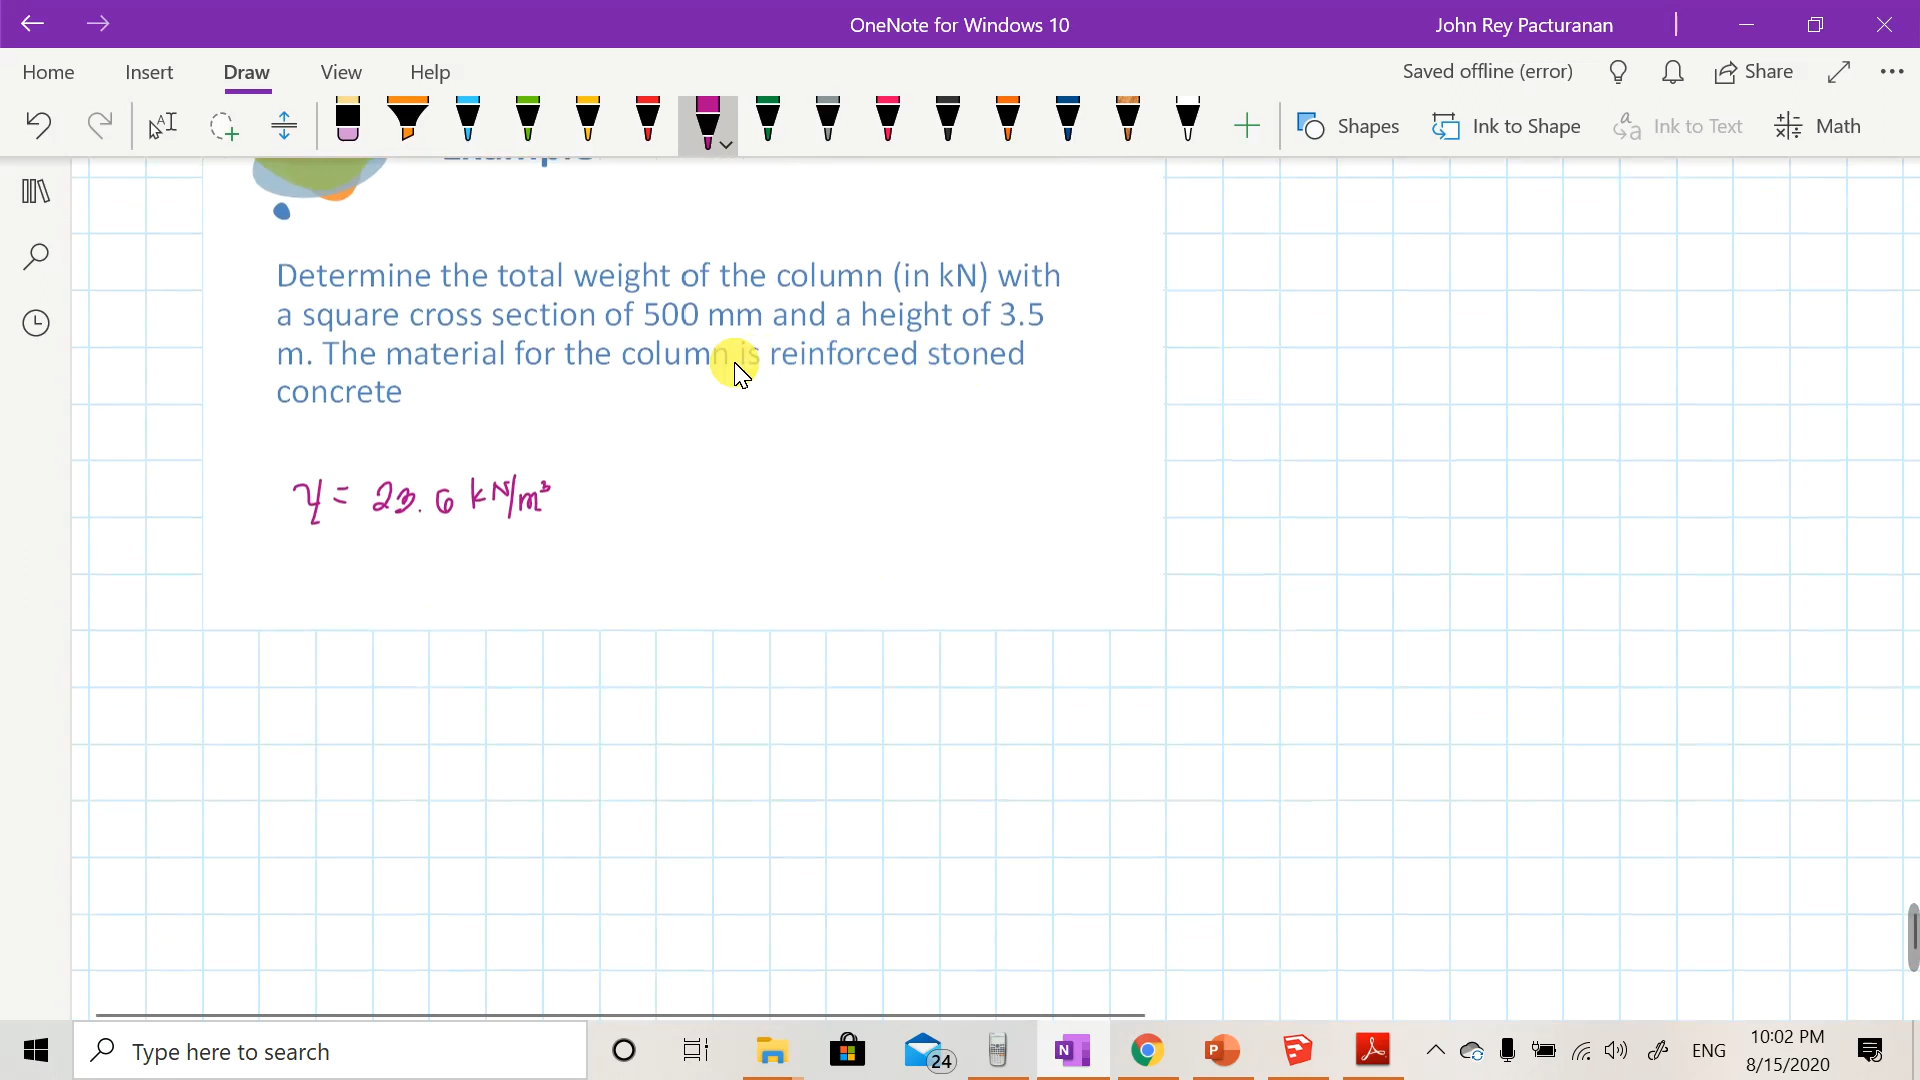 OneNote for Windows 10
John Rey Pacturanan
Home Insert Draw View Help
Saved offline (error) Share
Shapes Ink to Shape Ink to Text Math
Example
Determine the total weight of the column (in kN) with
a square cross section of 500 mm and a height of 3.5
m. The material for the column is reinforced stoned
concrete
γ = 23.6 kN/m³
Type here to search
24
ENG
10:02 PM
8/15/2020